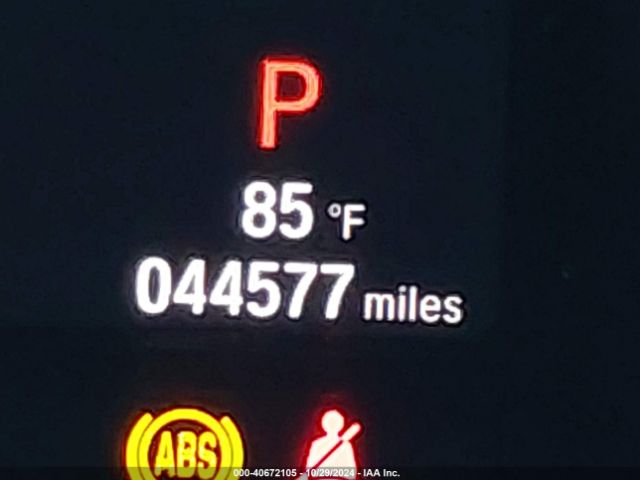 P
85 °F
044577 miles
ABS
000-40672105 - 10/29/2024 - IAA Inc.